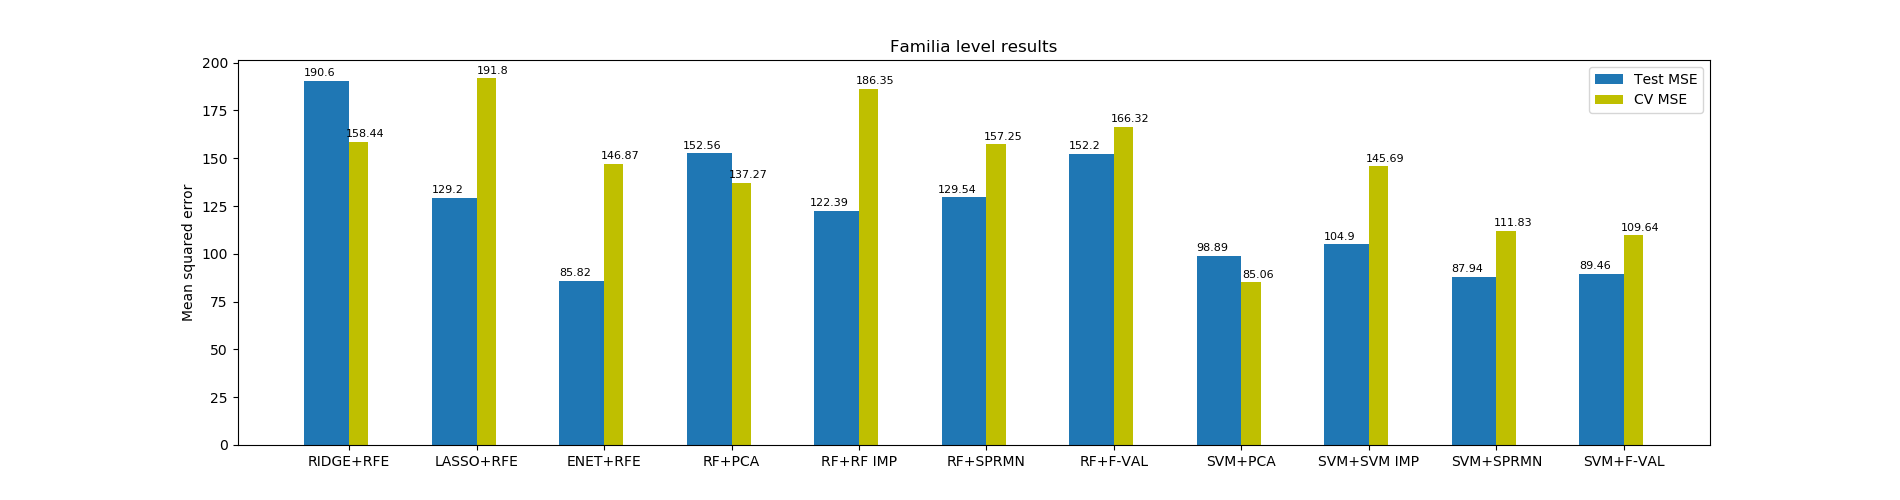 Familia level results
Mean squared error
200
175
150
125
100
75
50
25
0
Test MSE
CV MSE
190.6
158.44
129.2
191.8
85.82
146.87
152.56
137.27
122.39
186.35
129.54
157.25
152.2
166.32
98.89
85.06
104.9
145.69
87.94
111.83
89.46
109.64
RIDGE+RFE
LASSO+RFE
ENET+RFE
RF+PCA
RF+RF IMP
RF+SPRMN
RF+F-VAL
SVM+PCA
SVM+SVM IMP
SVM+SPRMN
SVM+F-VAL